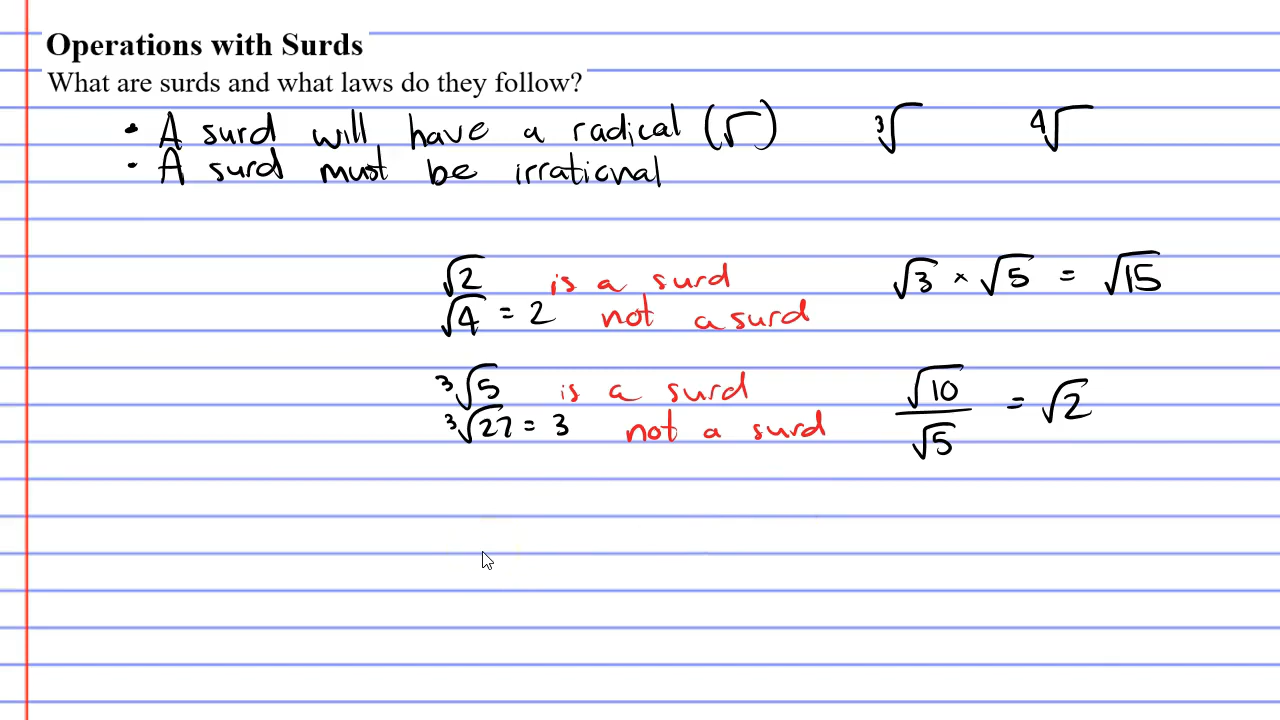 Operations with Surds
What are surds and what laws do they follow?
• A surd will have a radical (√) ∛ ∜
• A surd must be irrational
√2 is a surd
√4 = 2 not a surd
√3 × √5 = √15
³√5 is a surd
³√27 = 3 not a surd
√10
√5
= √2